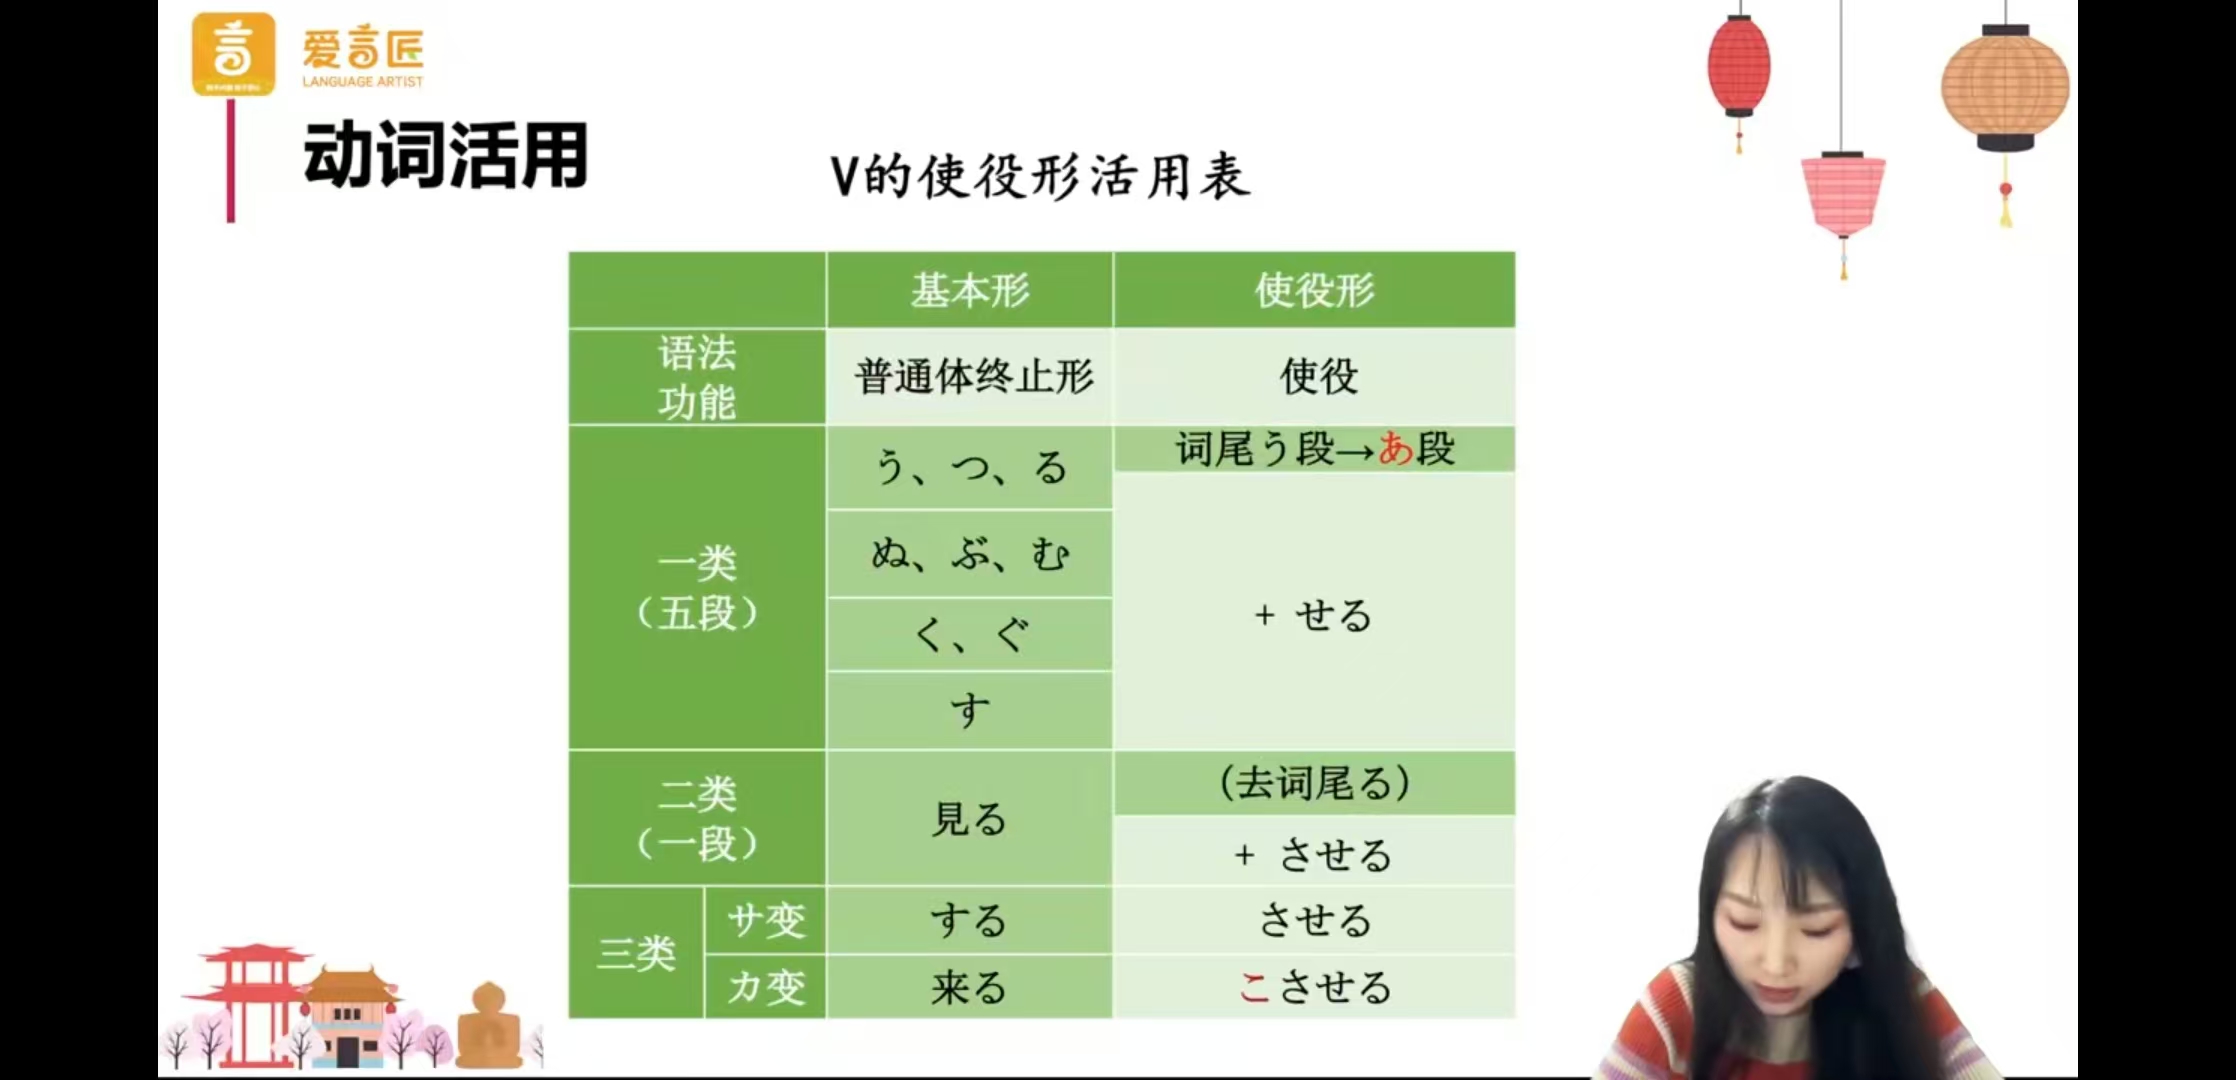 爱言匠
LANGUAGE ARTIST
动词活用
V的使役形活用表
基本形 使役形
语法
功能
普通体终止形 使役
一类
（五段）
う、つ、る
ぬ、ぶ、む
く、ぐ
す
词尾う段→あ段
+ せる
二类
（一段）
見る
（去词尾る）
+ させる
三类
サ变 する させる
カ变 来る こさせる